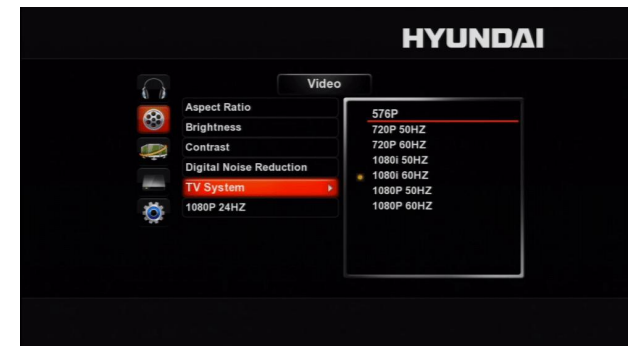 HYUNDAI
Video
Aspect Ratio
Brightness
Contrast
Digital Noise Reduction
TV System
1080P 24HZ
576P
720P 50HZ
720P 60HZ
1080i 50HZ
1080i 60HZ
1080P 50HZ
1080P 60HZ